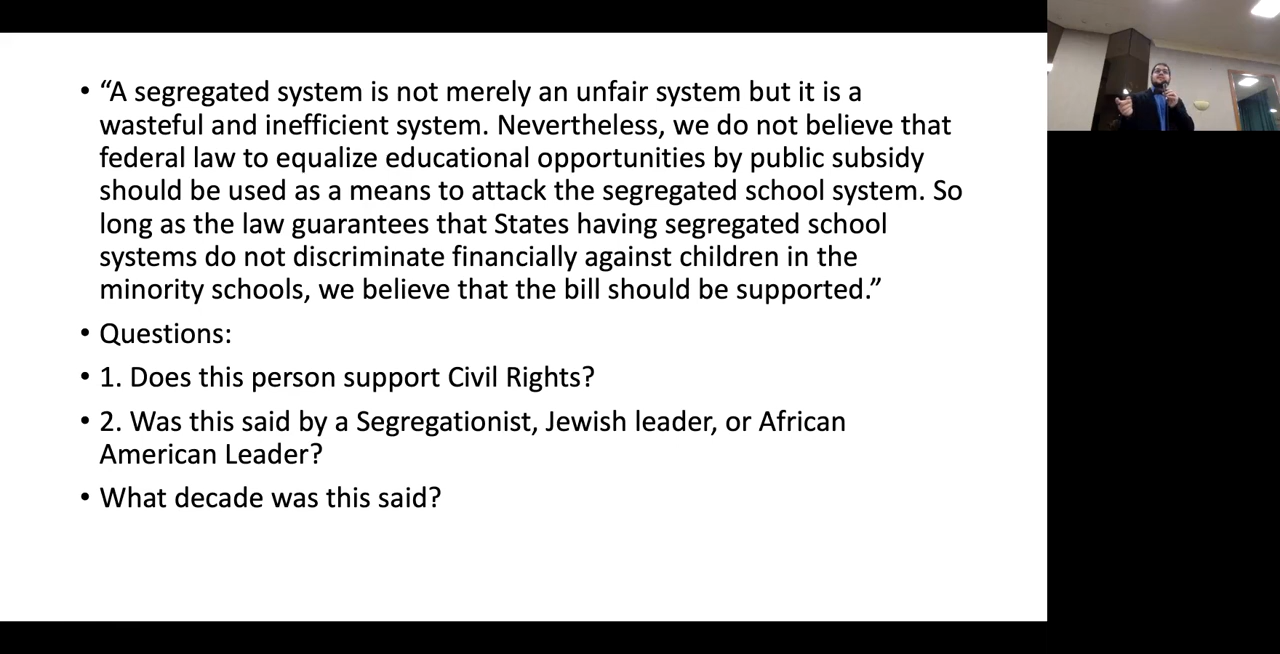 • “A segregated system is not merely an unfair system but it is a
wasteful and inefficient system. Nevertheless, we do not believe that
federal law to equalize educational opportunities by public subsidy
should be used as a means to attack the segregated school system. So
long as the law guarantees that States having segregated school
systems do not discriminate financially against children in the
minority schools, we believe that the bill should be supported.”
• Questions:
• 1. Does this person support Civil Rights?
• 2. Was this said by a Segregationist, Jewish leader, or African
American Leader?
• What decade was this said?